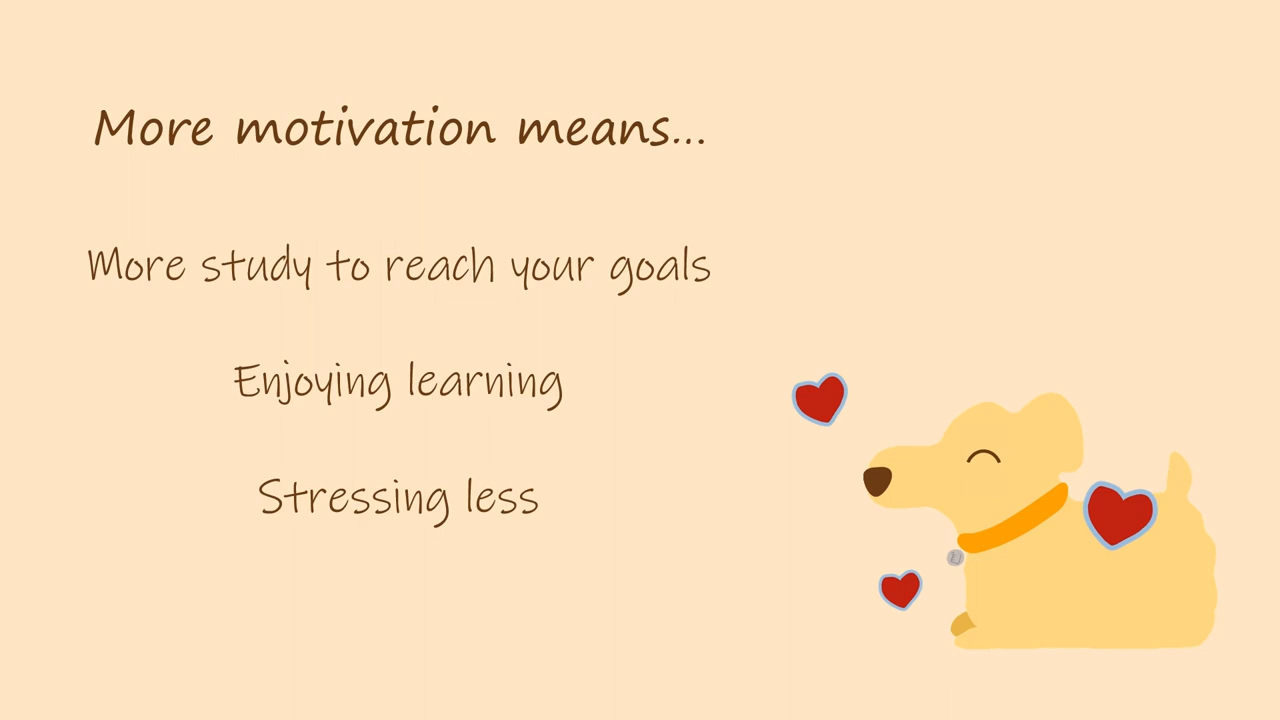 More motivation means...
More study to reach your goals
Enjoying learning
Stressing less